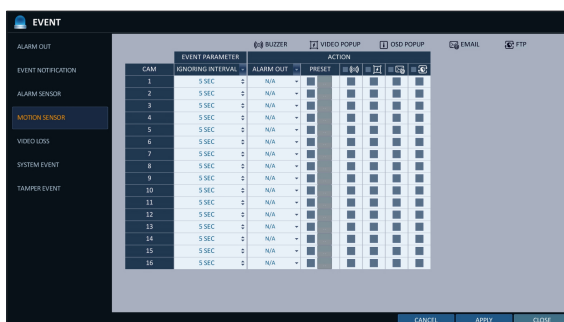 EVENT
BUZZER VIDEO POPUP OSD POPUP EMAIL FTP
ALARM OUT
EVENT NOTIFICATION
ALARM SENSOR
MOTION SENSOR
VIDEO LOSS
SYSTEM EVENT
TAMPER EVENT
EVENT PARAMETER ACTION
CAM IGNORING INTERVAL ALARM OUT PRESET
1 5 SEC N/A
2 5 SEC N/A
3 5 SEC N/A
4 5 SEC N/A
5 5 SEC N/A
6 5 SEC N/A
7 5 SEC N/A
8 5 SEC N/A
9 5 SEC N/A
10 5 SEC N/A
11 5 SEC N/A
12 5 SEC N/A
13 5 SEC N/A
14 5 SEC N/A
15 5 SEC N/A
16 5 SEC N/A
CANCEL APPLY CLOSE